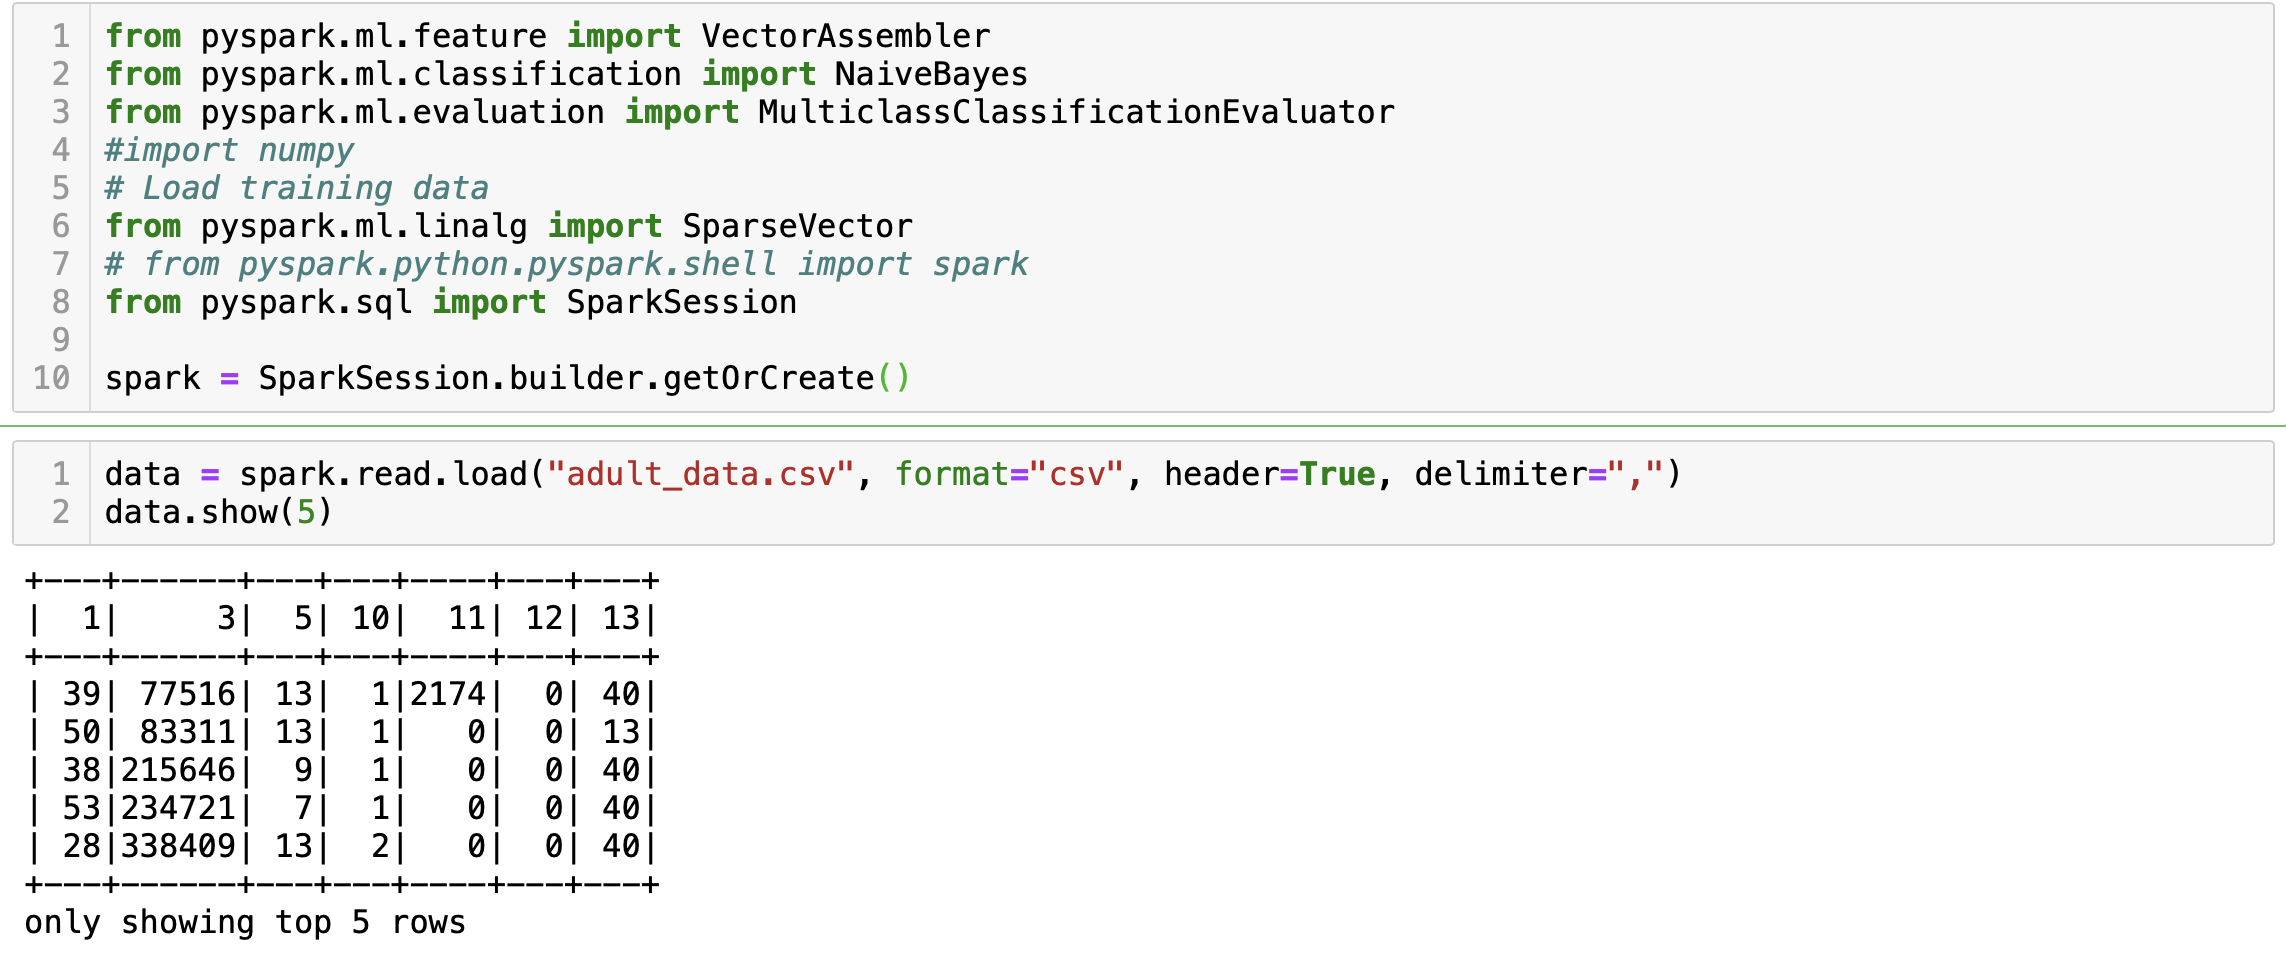 1 from pyspark.ml.feature import VectorAssembler
2 from pyspark.ml.classification import NaiveBayes
3 from pyspark.ml.evaluation import MulticlassClassificationEvaluator
4 #import numpy
5 # Load training data
6 from pyspark.ml.linalg import SparseVector
7 # from pyspark.python.pyspark.shell import spark
8 from pyspark.sql import SparkSession
9
10 spark = SparkSession.builder.getOrCreate()
1 data = spark.read.load("adult_data.csv", format="csv", header=True, delimiter=",")
2 data.show(5)
+---+------+---+---+----+---+---+
|  1|     3|  5| 10|  11| 12| 13|
+---+------+---+---+----+---+---+
| 39| 77516| 13|  1|2174|  0| 40|
| 50| 83311| 13|  1|   0|  0| 13|
| 38|215646|  9|  1|   0|  0| 40|
| 53|234721|  7|  1|   0|  0| 40|
| 28|338409| 13|  2|   0|  0| 40|
+---+------+---+---+----+---+---+
only showing top 5 rows